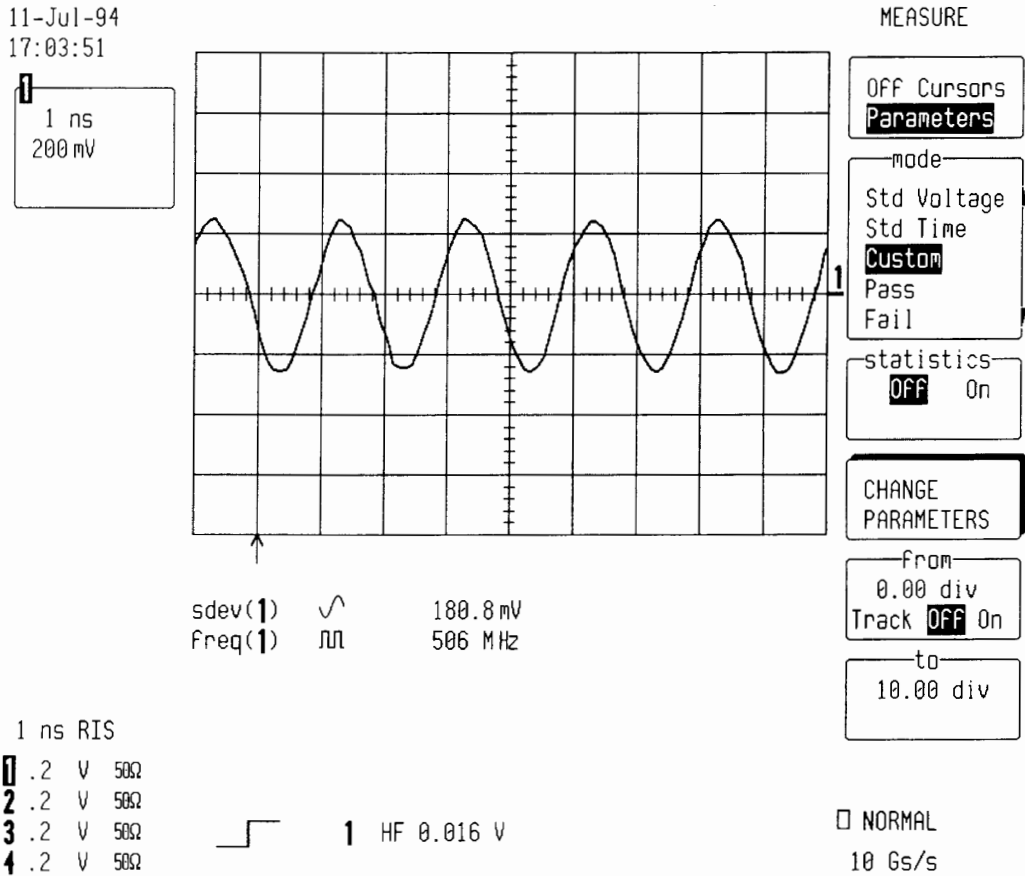 11-Jul-94
17:03:51
1
1 ns
200 mV
1
MEASURE
Off Cursors
Parameters
mode
Std Voltage
Std Time
Custom
Pass
Fail
statistics
Off On
CHANGE
PARAMETERS
from
0.00 div
Track Off On
to
10.00 div
sdev(1) 180.8 mV
freq(1) 506 MHz
1 ns RIS
1 .2 V 50Ω
2 .2 V 50Ω
3 .2 V 50Ω
4 .2 V 50Ω
1 HF 0.016 V
NORMAL
10 Gs/s